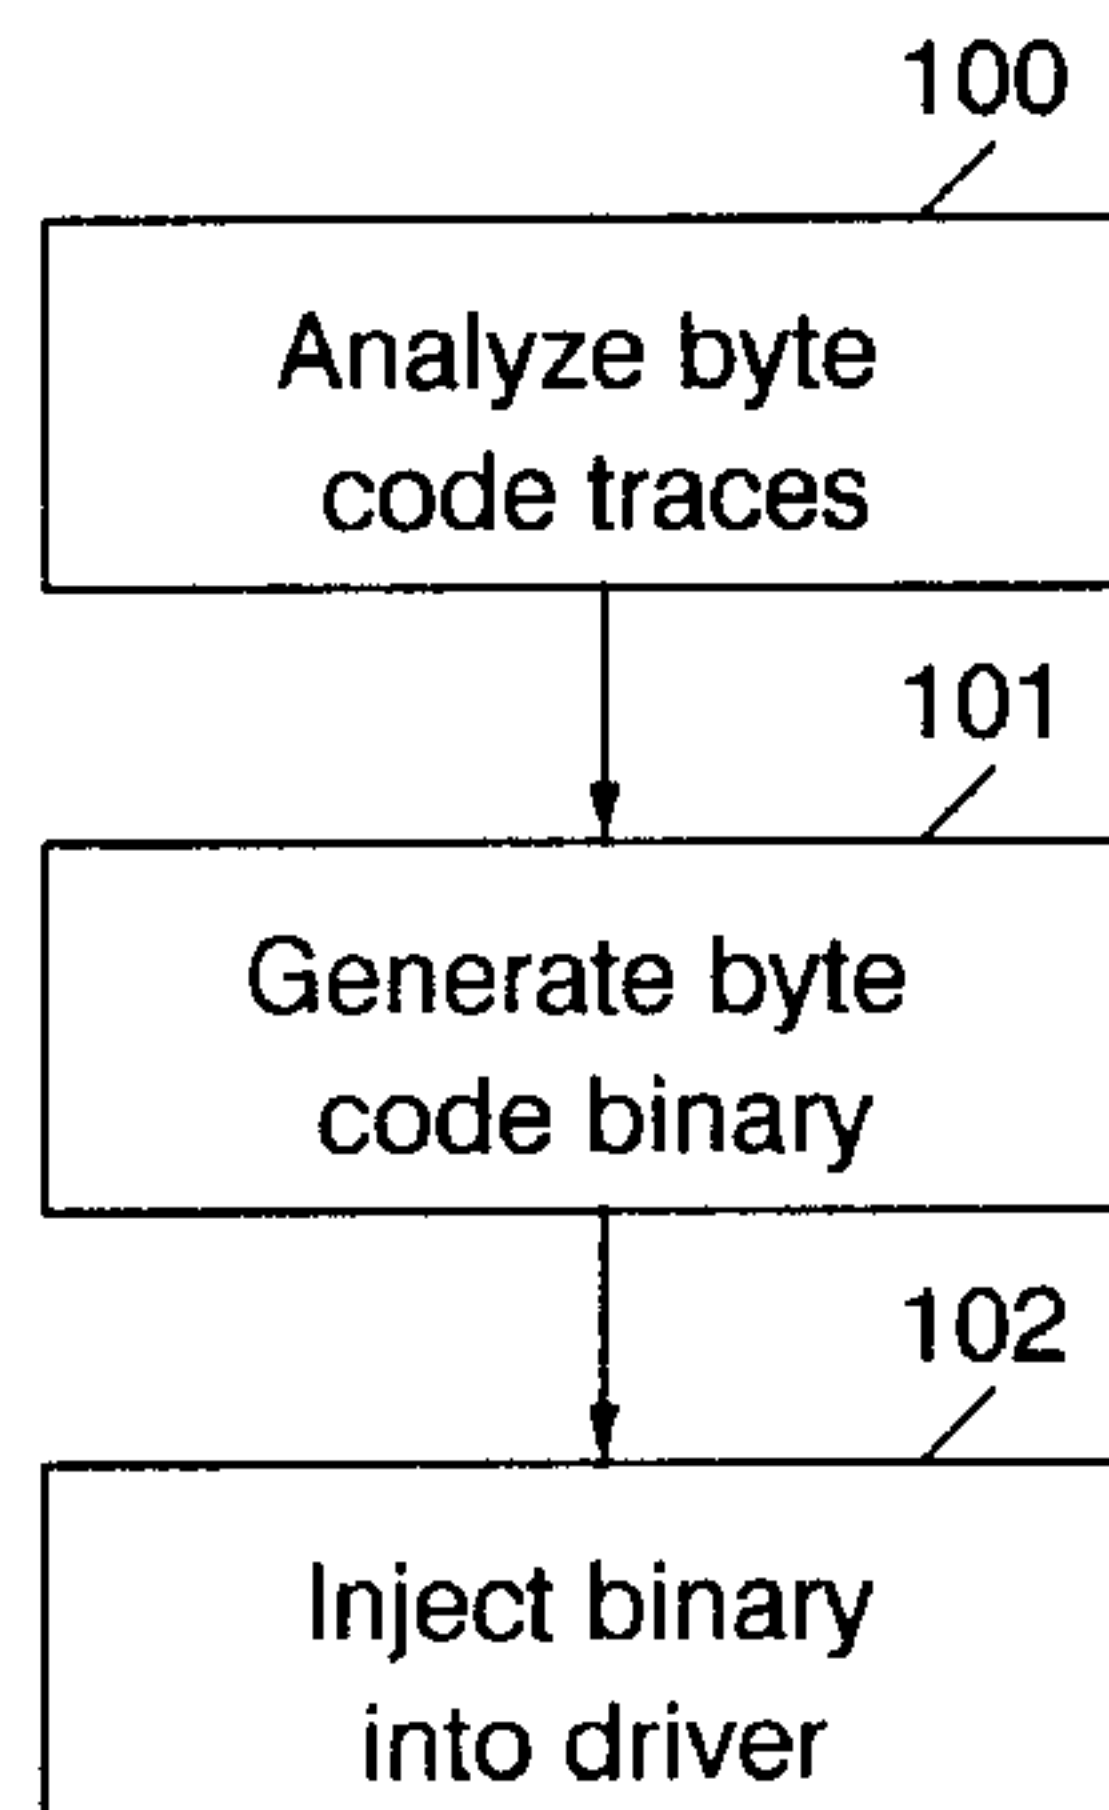 100
Analyze byte
code traces
101
Generate byte
code binary
102
Inject binary
into driver